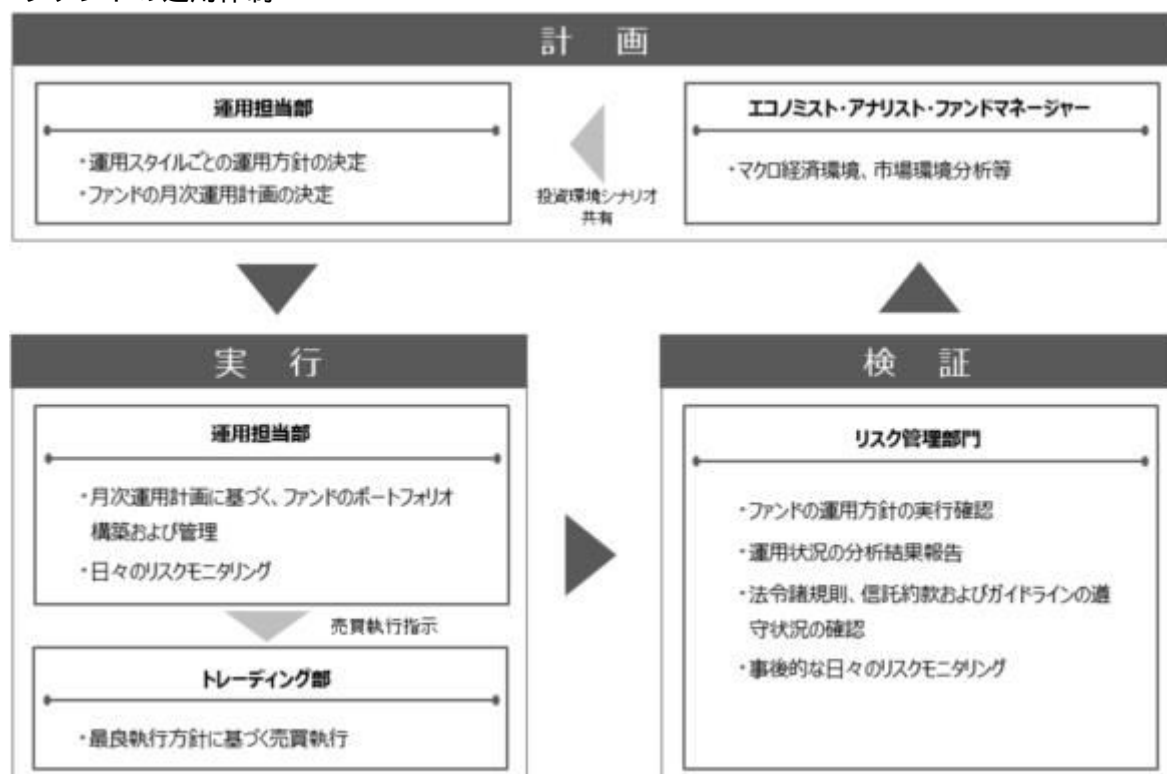 計 画
運用担当部
・運用スタイルごとの運用方針の決定
・ファンドの月次運用計画の決定
投資環境シナリオ
共有
エコノミスト・アナリスト・ファンドマネージャー
・マクロ経済環境、市場環境分析等
実 行
運用担当部
・月次運用計画に基づく、ファンドのポートフォリオ
構築および管理
・日々のリスクモニタリング
売買執行指示
トレーディング部
・最良執行方針に基づく売買執行
検 証
リスク管理部門
・ファンドの運用方針の実行確認
・運用状況の分析結果報告
・法令諸規則、信託約款およびガイドラインの遵
守状況の確認
・事後的な日々のリスクモニタリング